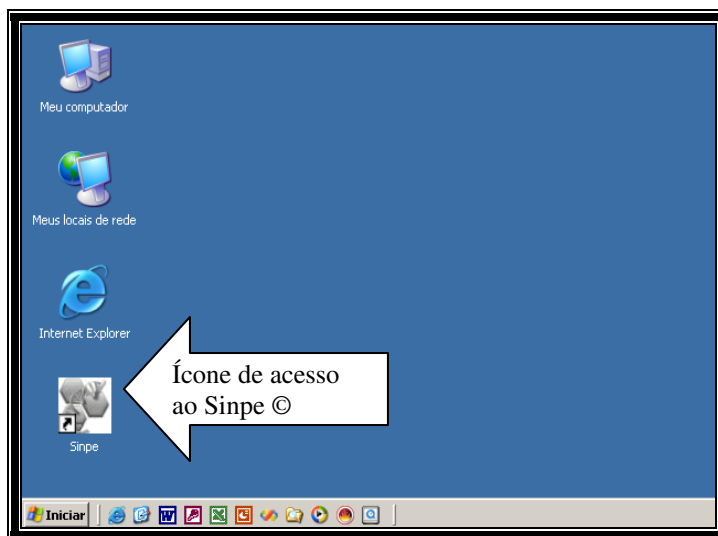 Meu computador
Meus locais de rede
Internet Explorer
Ícone de acesso
ao Sinpe ©
Sinpe
Iniciar